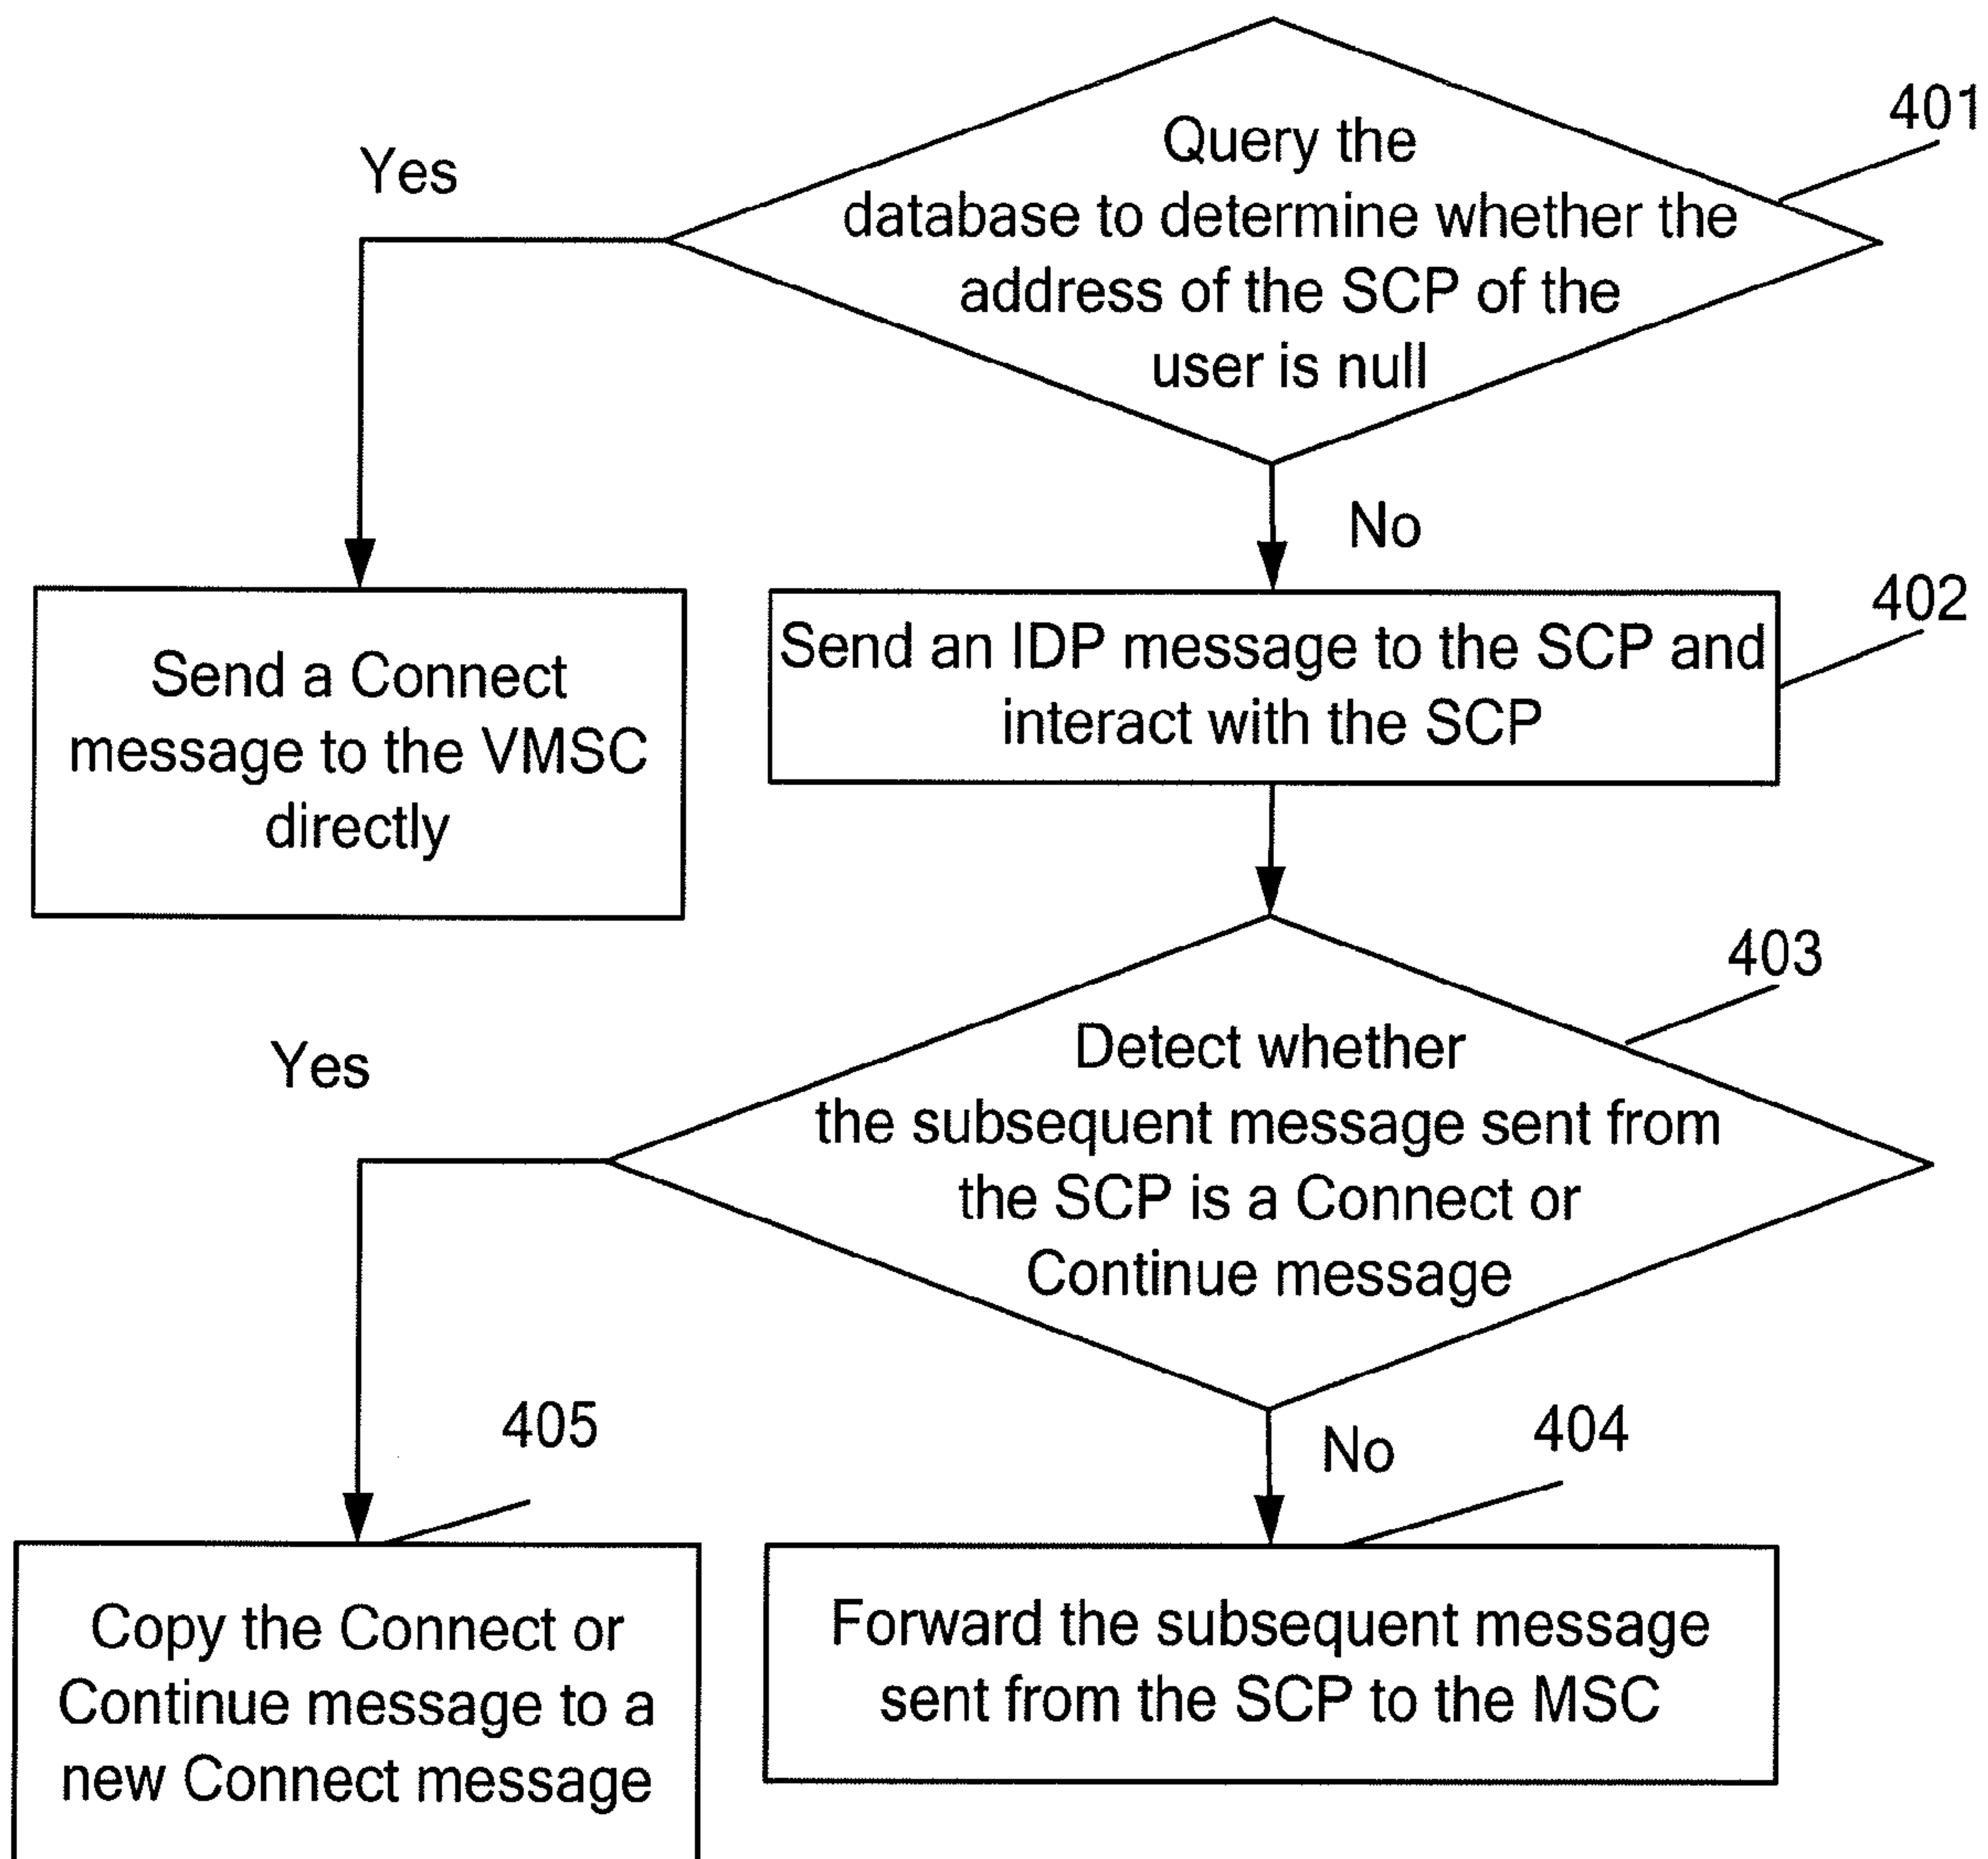 401
Query the
database to determine whether the
address of the SCP of the
user is null
Yes
No
Send a Connect
message to the VMSC
directly
402
Send an IDP message to the SCP and
interact with the SCP
403
Detect whether
the subsequent message sent from
the SCP is a Connect or
Continue message
Yes
No
405
Copy the Connect or
Continue message to a
new Connect message
404
Forward the subsequent message
sent from the SCP to the MSC